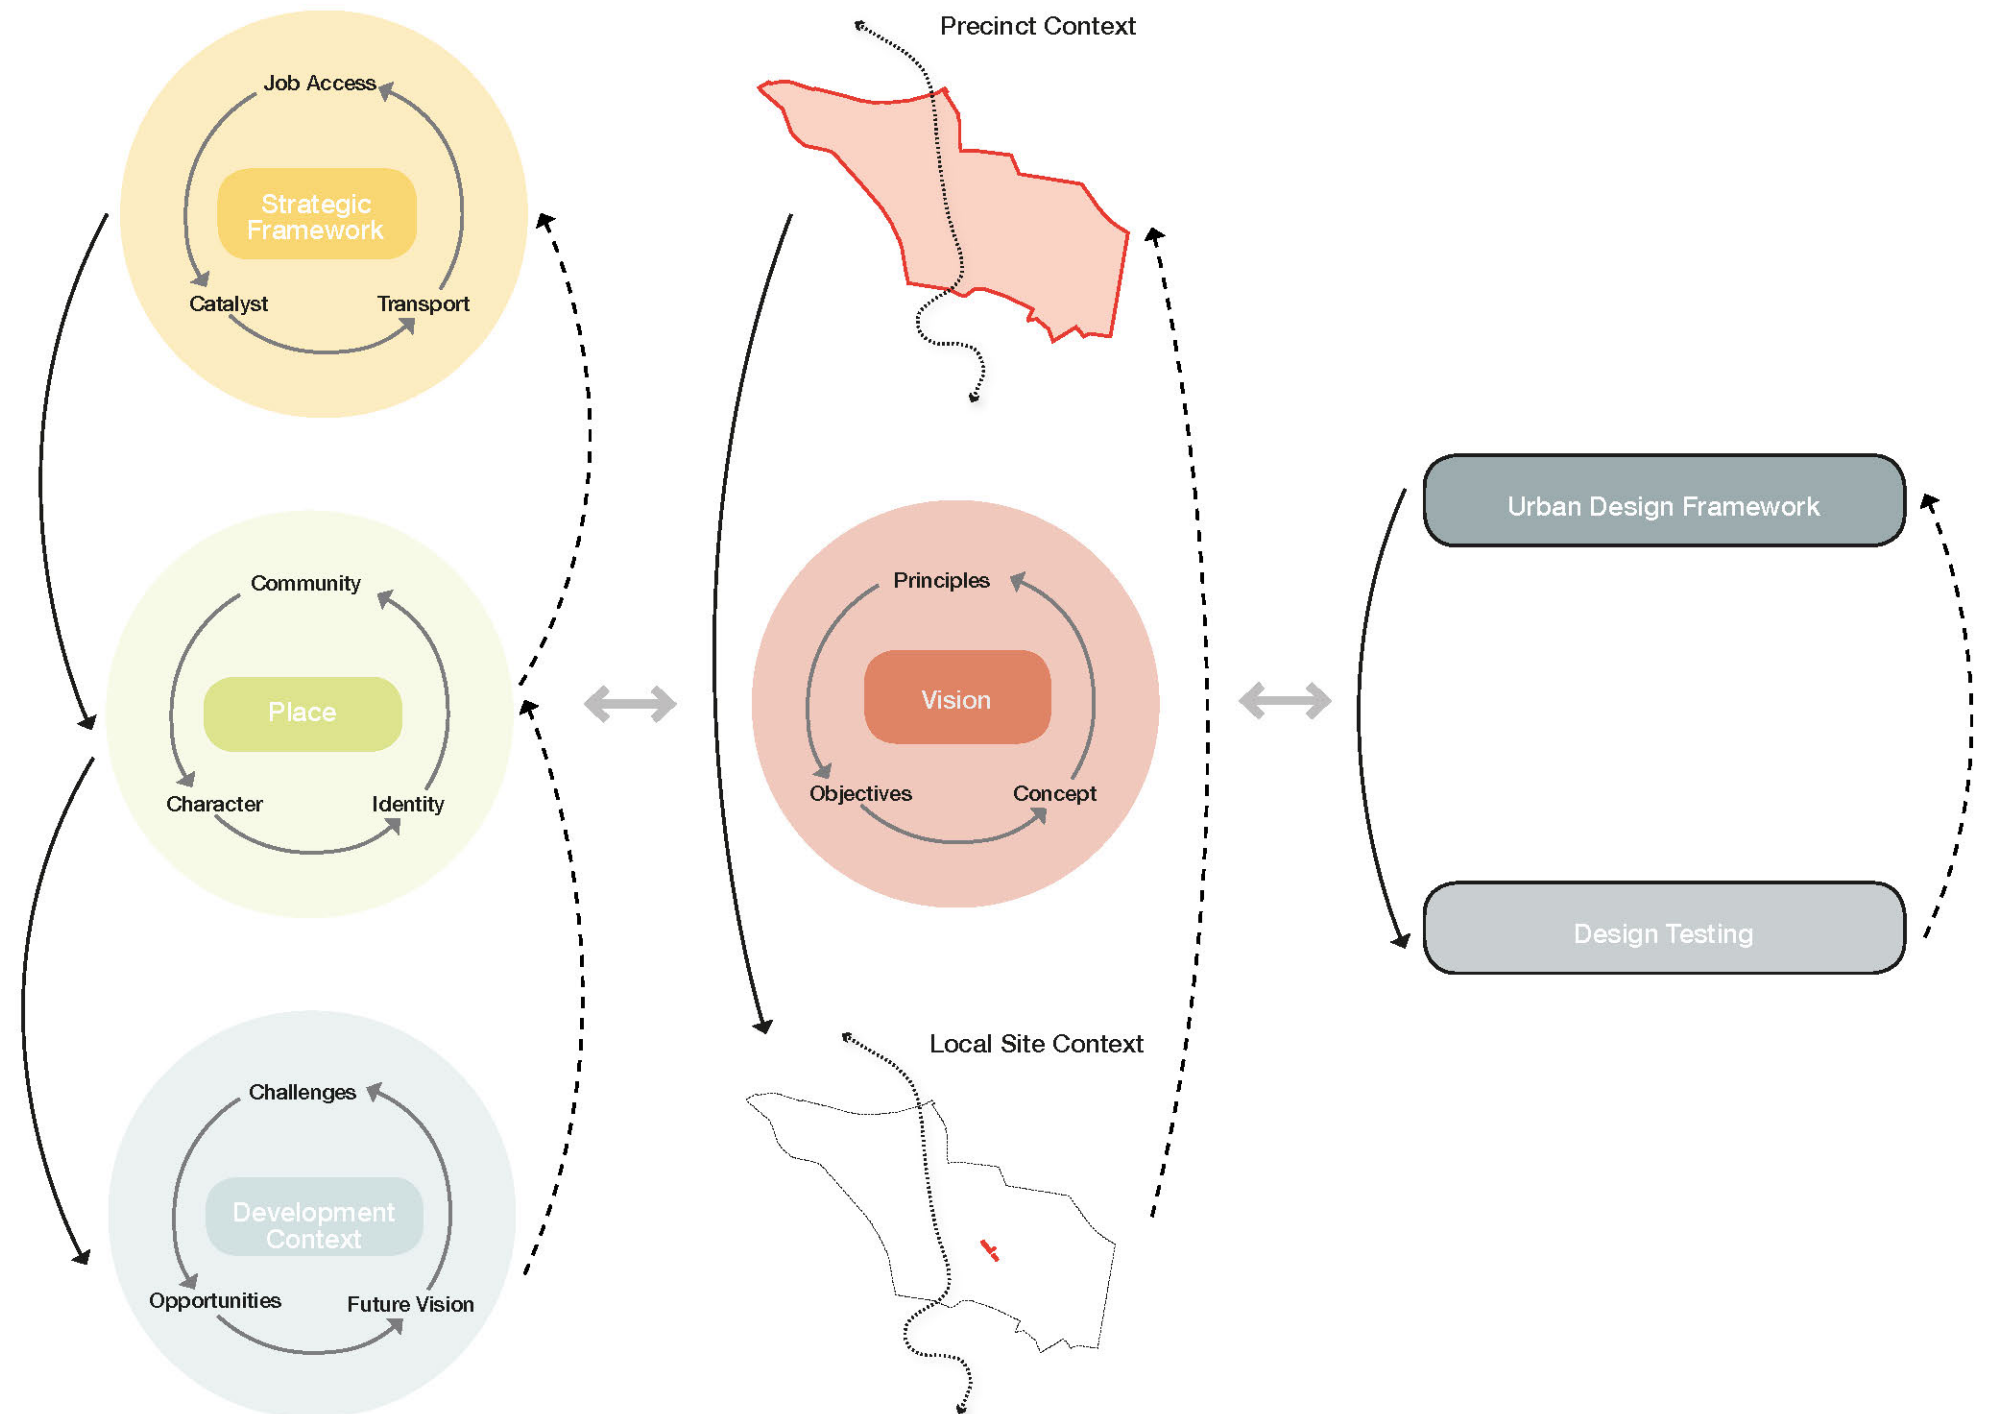 Job Access
Strategic
Framework
Catalyst
Transport
Community
Place
Character
Identity
Challenges
Development
Context
Opportunities
Future Vision
Precinct Context
Principles
Vision
Objectives
Concept
Local Site Context
Urban Design Framework
Design Testing